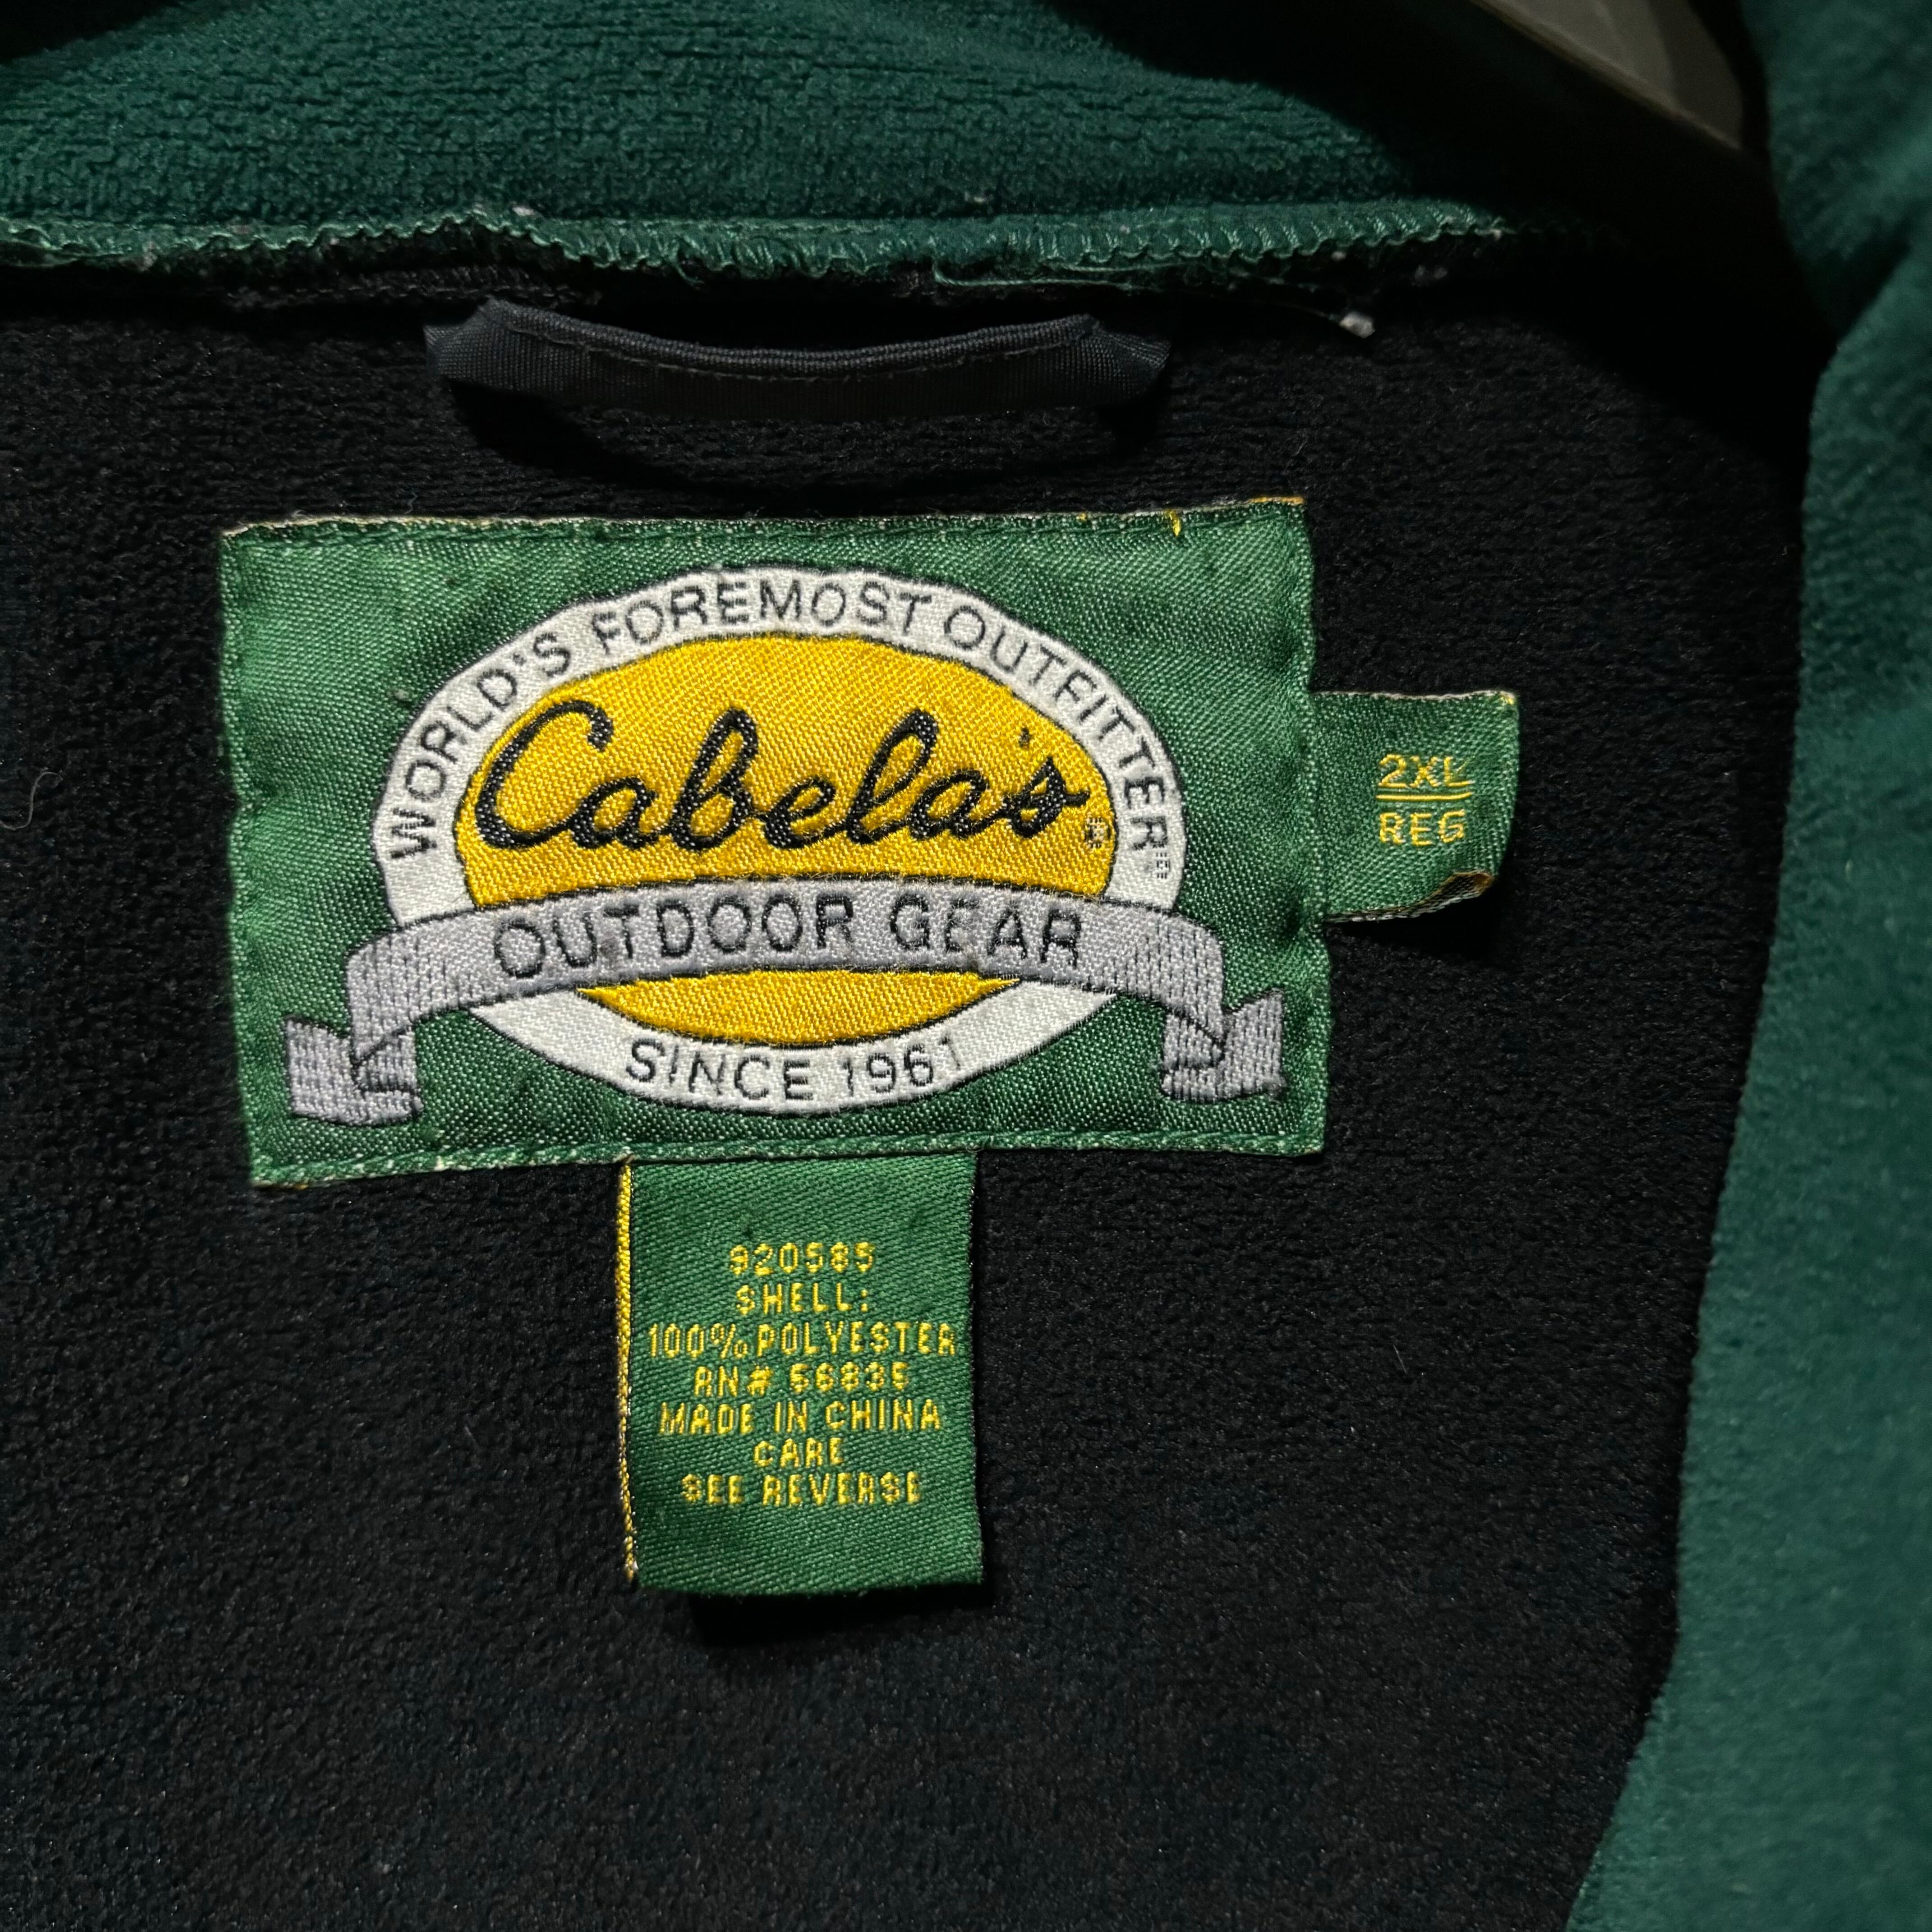 WORLD'S FOREMOST OUTFITTER
Cabela's®
OUTDOOR GEAR
SINCE 1961
2XL
REG
920585
SHELL:
100% POLYESTER
RN# 56835
MADE IN CHINA
CARE
SEE REVERSE